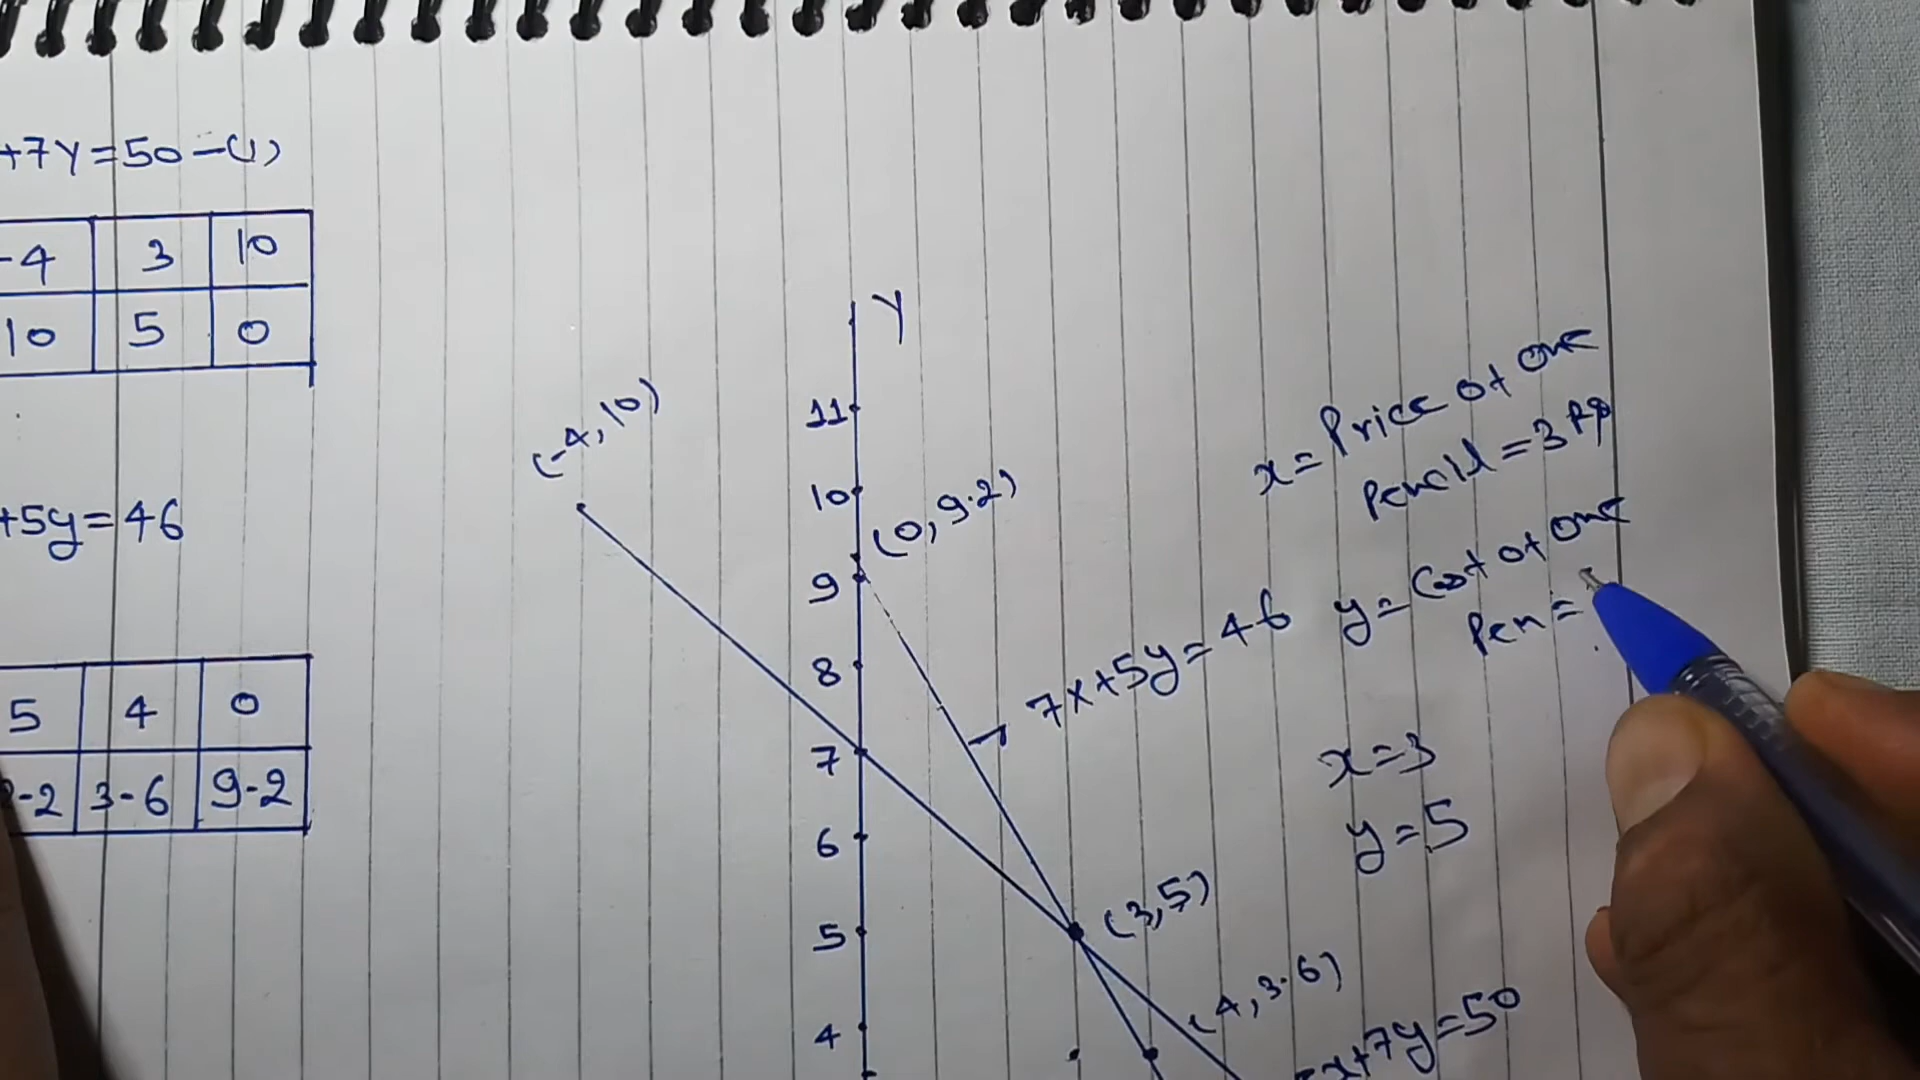 +7Y=50-(1)
-4 3 10
10 5 0
+5y=46
5 4 0
-2 3-6 9-2
Y
11
10
9
8
7
6
5
4
(-4,10)
(0,9.2)
7x+5y=46
(3,5)
(4,3.6)
x+7y=50
x= Price of one
Pencil =3 rs
y= Cost of one
Pen =
x=3
y=5